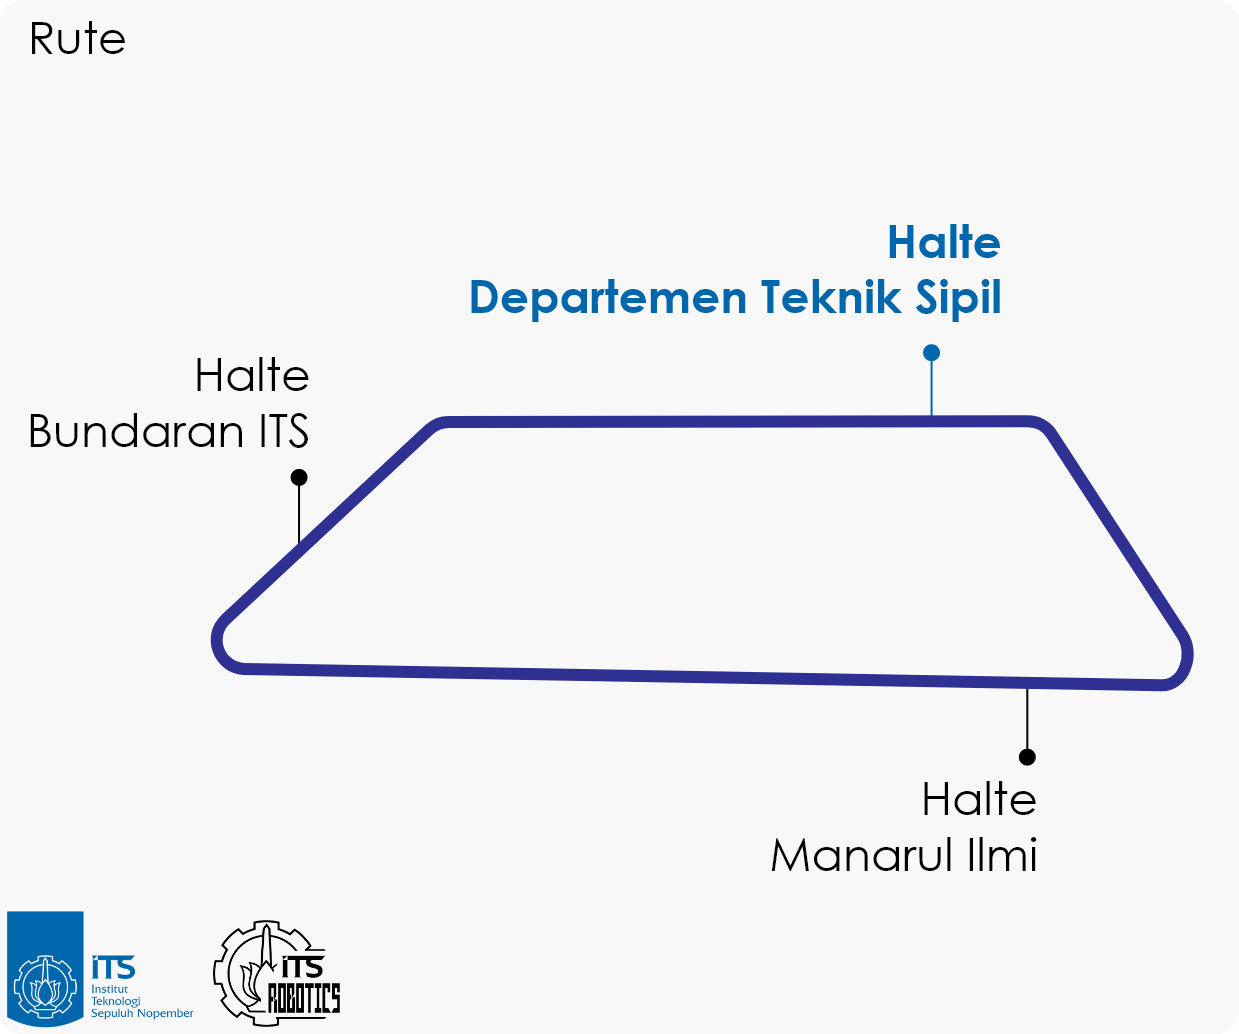 Rute
Halte
Departemen Teknik Sipil
Halte
Bundaran ITS
Halte
Manarul Ilmi
iTS
Institut
Teknologi
Sepuluh Nopember
iTS
ROBOTICS